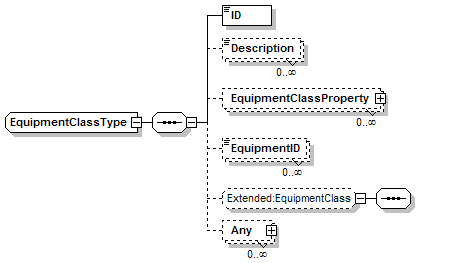 ID
Description
0..∞
EquipmentClassProperty
0..∞
EquipmentClassType
EquipmentID
0..∞
Extended:EquipmentClass
Any
0..∞